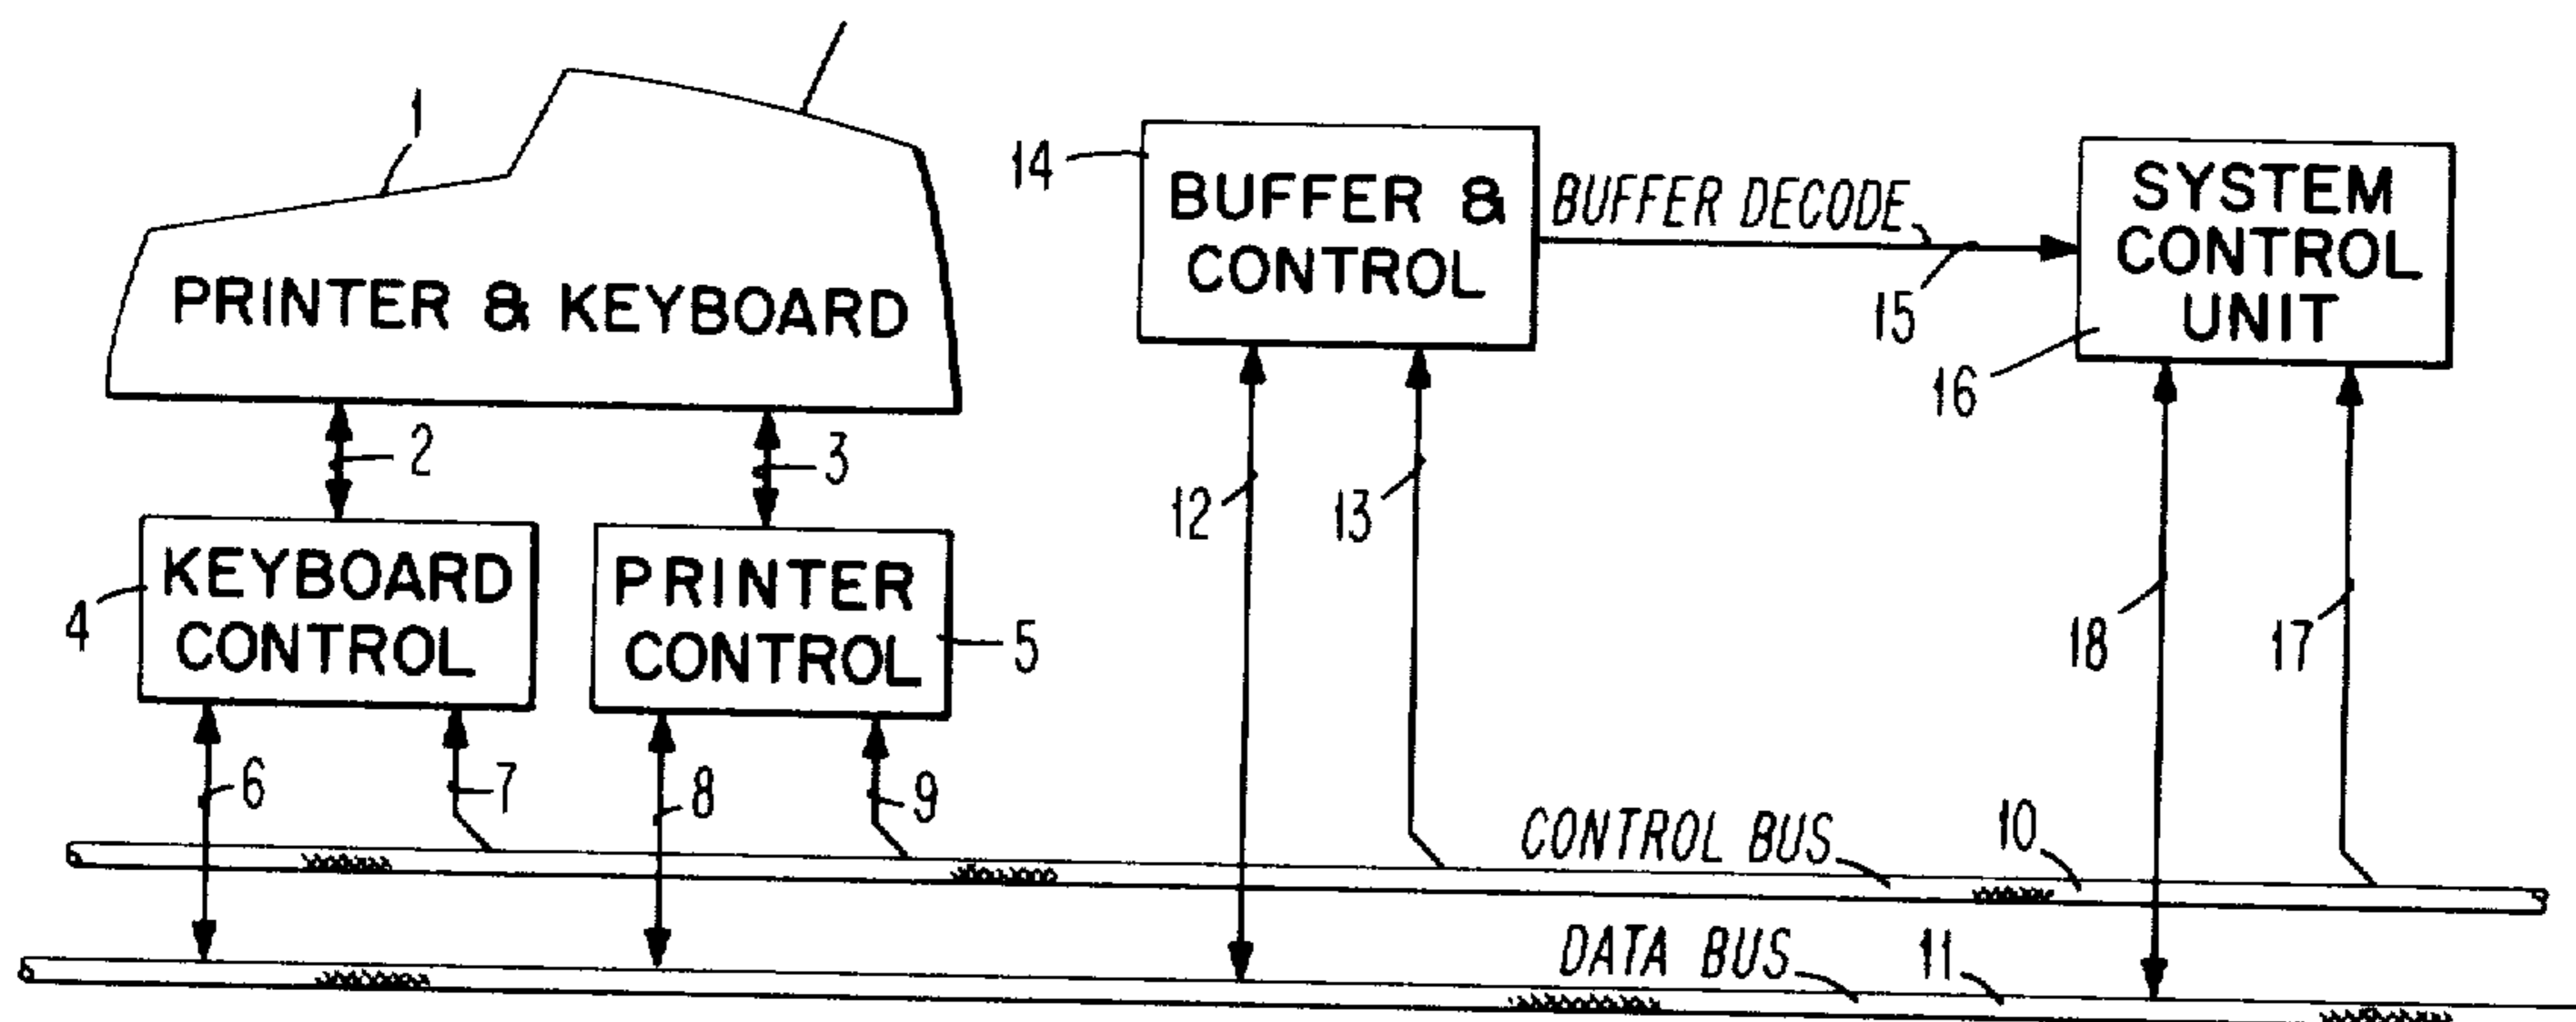 1
PRINTER & KEYBOARD
2
3
KEYBOARD
CONTROL
4
PRINTER
CONTROL
5
6
7
8
9
14
BUFFER &
CONTROL
BUFFER DECODE
15
SYSTEM
CONTROL
UNIT
16
12
13
18
17
CONTROL BUS
10
DATA BUS
11